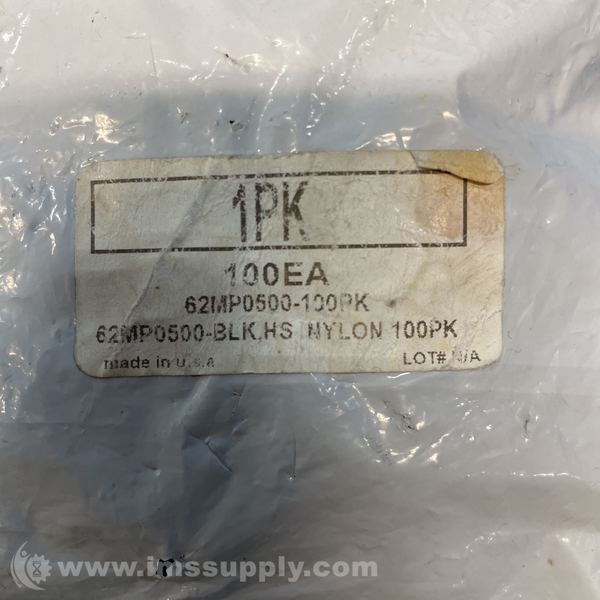 1PK
100EA
62MP0500-100PK
62MP0500-BLK,HS NYLON 100PK
made in u.s.a
LOT# N/A
www.imssupply.com